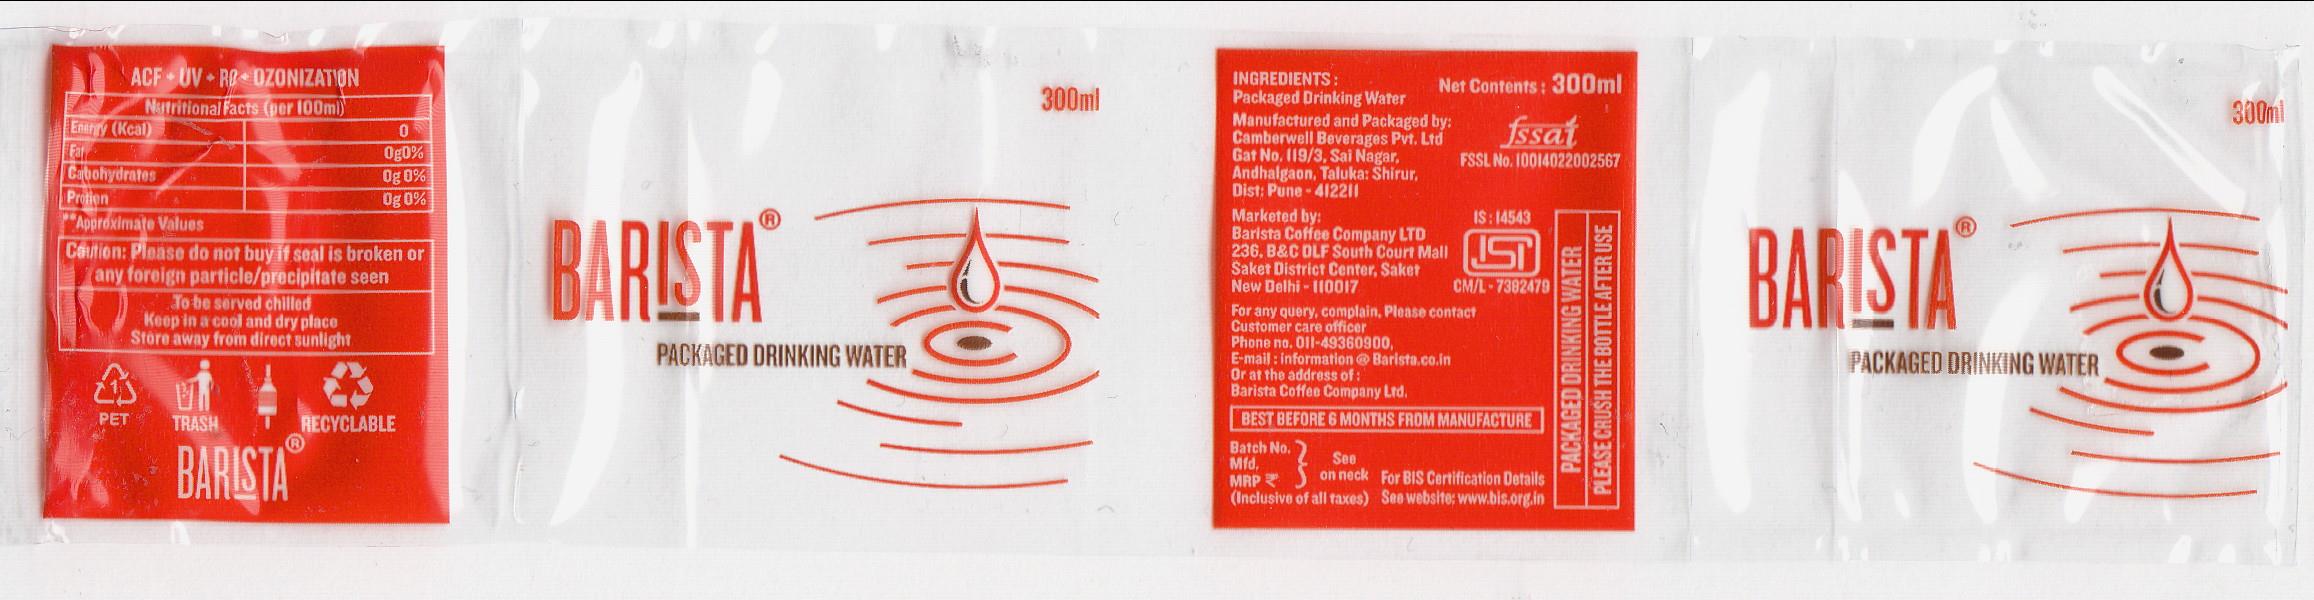 ACF + UV + RO + OZONIZATION
Nutritional Facts (per 100ml)
Energy (Kcal) 0
Fat 0g0%
Cabohydrates 0g 0%
Protien 0g 0%
**Approximate Values
Caution: Please do not buy if seal is broken or
any foreign particle/precipitate seen
To be served chilled
Keep in a cool and dry place
Store away from direct sunlight
1
PET
TRASH
RECYCLABLE
BARISTA®
300ml
BARISTA®
PACKAGED DRINKING WATER
INGREDIENTS :
Packaged Drinking Water
Net Contents : 300ml
Manufactured and Packaged by:
Camberwell Beverages Pvt. Ltd
Gat No. 119/3, Sai Nagar,
Andhalgaon, Taluka: Shirur,
Dist: Pune - 412211
fssai
FSSL No. 10014022002567
Marketed by:
Barista Coffee Company LTD
236, B&C DLF South Court Mall
Saket District Center, Saket
New Delhi - 110017
IS : 14543
ISI
CM/L - 7382479
For any query, complain, Please contact
Customer care officer
Phone no. 011-49360900,
E-mail : information @ Barista.co.in
Or at the address of :
Barista Coffee Company Ltd.
BEST BEFORE 6 MONTHS FROM MANUFACTURE
Batch No.
Mfd.
MRP ₹
(Inclusive of all taxes)
See
on neck
For BIS Certification Details
See website: www.bis.org.in
PACKAGED DRINKING WATER
PLEASE CRUSH THE BOTTLE AFTER USE
300ml
BARISTA®
PACKAGED DRINKING WATER